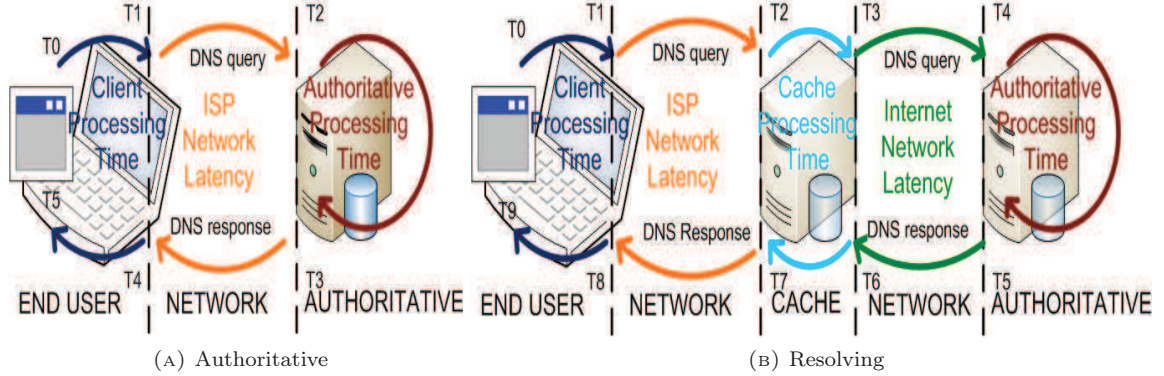 T0
T1
T2
DNS query
Client
Processing
Time
ISP
Network
Latency
Authoritative
Processing
Time
T5
DNS response
T4
T3
END USER
NETWORK
AUTHORITATIVE
(A) Authoritative
T0
T1
T2
T3
T4
DNS query
DNS query
Client
Processing
Time
ISP
Network
Latency
Cache
Processing
Time
Internet
Network
Latency
Authoritative
Processing
Time
T9
DNS Response
DNS response
T8
T7
T6
T5
END USER
NETWORK
CACHE
NETWORK
AUTHORITATIVE
(B) Resolving